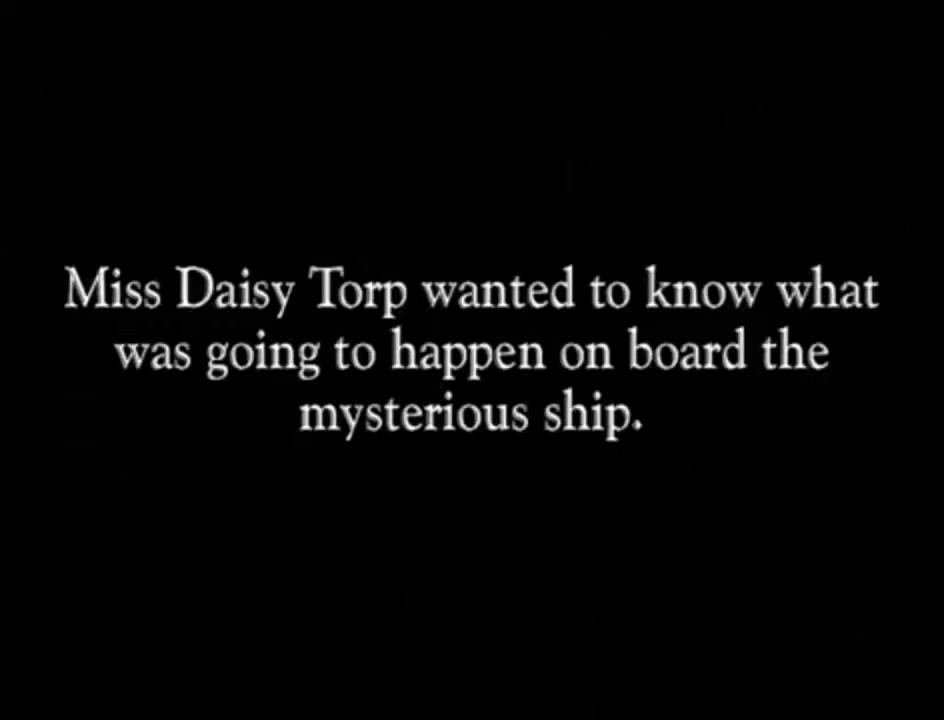 Miss Daisy Torp wanted to know what
was going to happen on board the
mysterious ship.